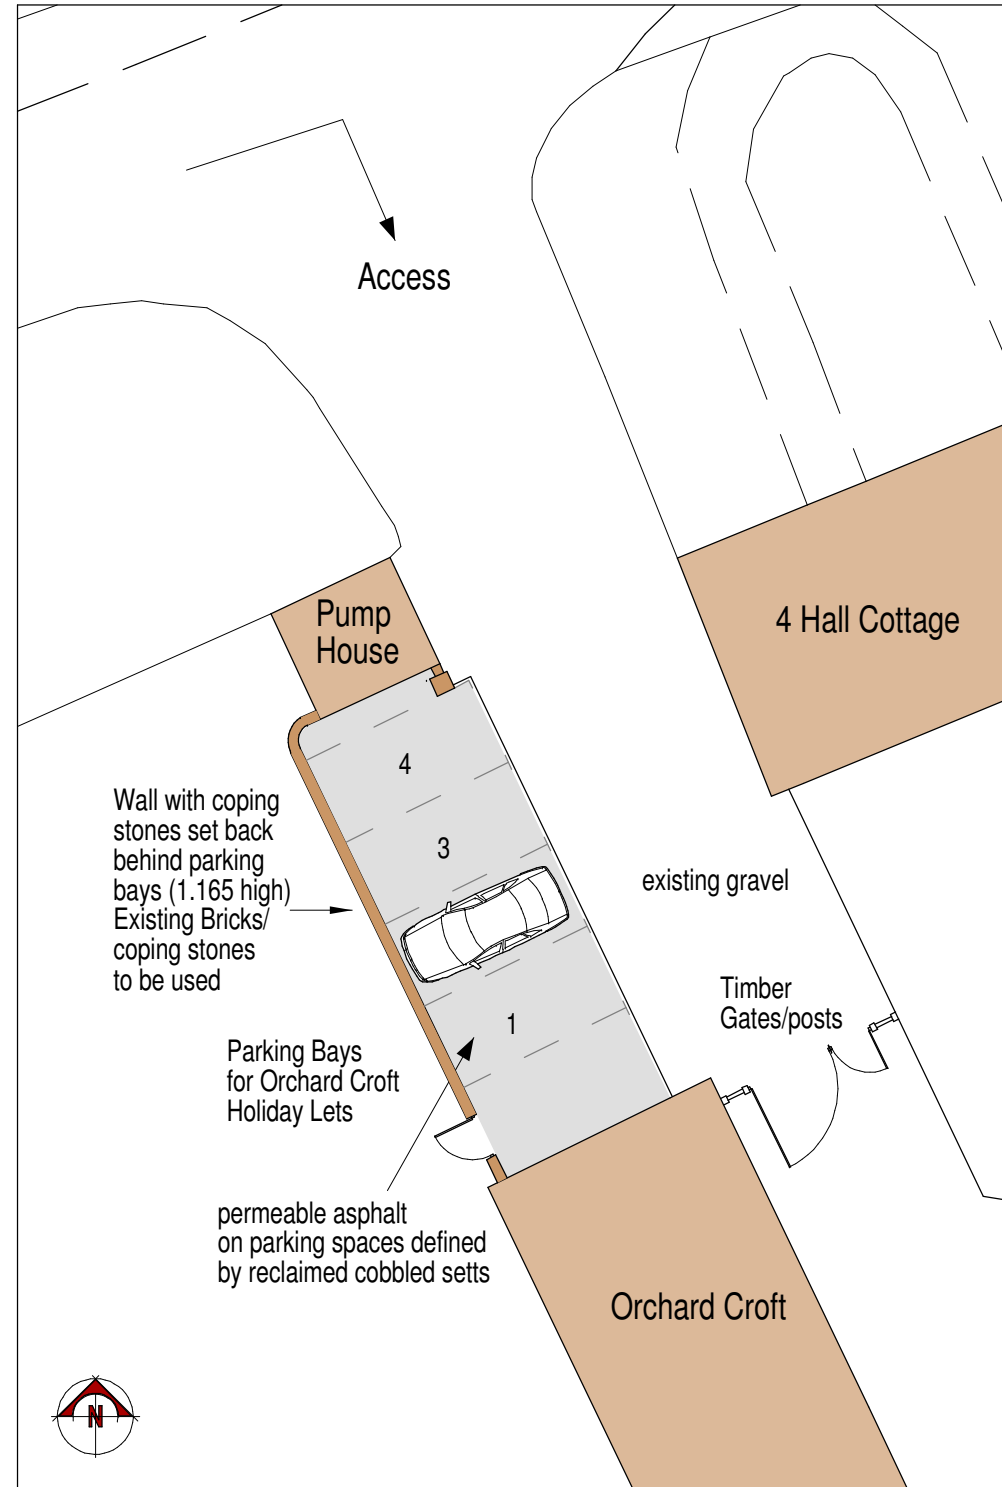 Access
Pump
House
4 Hall Cottage
4
Wall with coping
stones set back
behind parking
bays (1.165 high)
Existing Bricks/
coping stones
to be used
3
existing gravel
Timber
Gates/posts
1
Parking Bays
for Orchard Croft
Holiday Lets
permeable asphalt
on parking spaces defined
by reclaimed cobbled setts
Orchard Croft
N